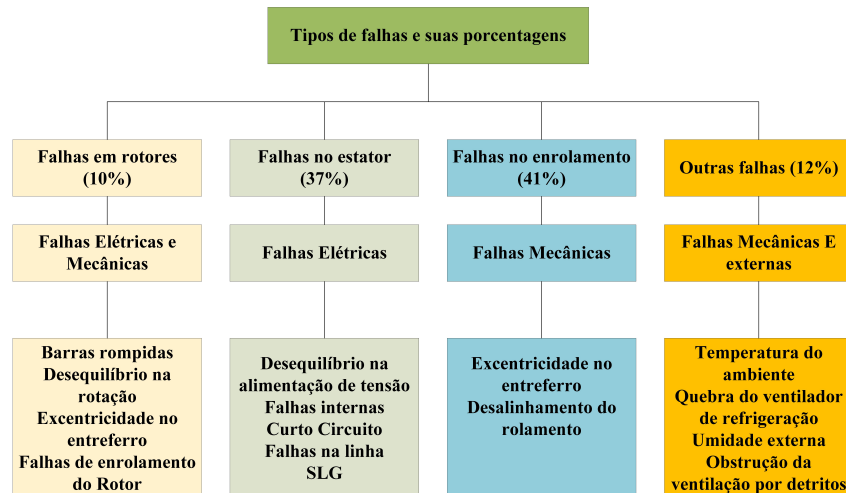 Tipos de falhas e suas porcentagens
Falhas em rotores
(10%)
Falhas no estator
(37%)
Falhas no enrolamento
(41%)
Outras falhas (12%)
Falhas Elétricas e
Mecânicas
Falhas Elétricas
Falhas Mecânicas
Falhas Mecânicas E
externas
Barras rompidas
Desequilíbrio na
rotação
Excentricidade no
entreferro
Falhas de enrolamento
do Rotor
Desequilíbrio na
alimentação de tensão
Falhas internas
Curto Circuito
Falhas na linha
SLG
Excentricidade no
entreferro
Desalinhamento do
rolamento
Temperatura do
ambiente
Quebra do ventilador
de refrigeração
Umidade externa
Obstrução da
ventilação por detritos